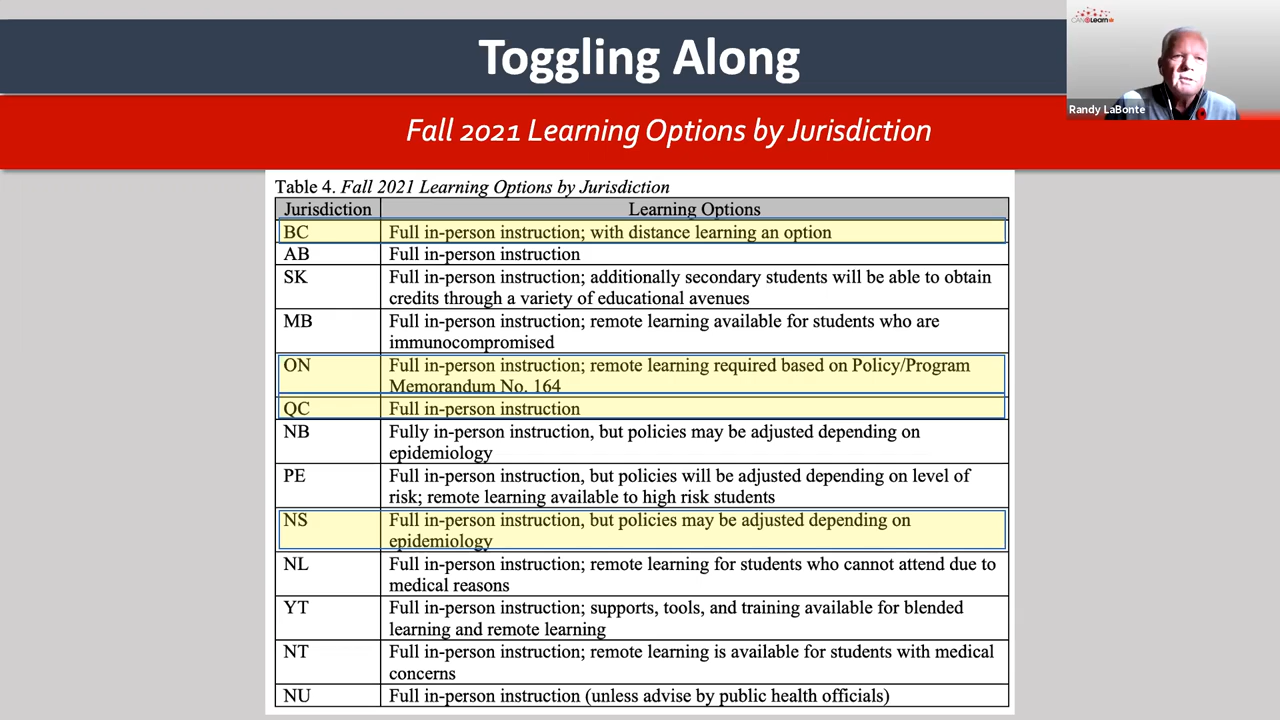 Toggling Along
CANeLearn
Randy LaBonte
Fall 2021 Learning Options by Jurisdiction
Table 4. Fall 2021 Learning Options by Jurisdiction
Jurisdiction Learning Options
BC Full in-person instruction; with distance learning an option
AB Full in-person instruction
SK Full in-person instruction; additionally secondary students will be able to obtain
credits through a variety of educational avenues
MB Full in-person instruction; remote learning available for students who are
immunocompromised
ON Full in-person instruction; remote learning required based on Policy/Program
Memorandum No. 164
QC Full in-person instruction
NB Fully in-person instruction, but policies may be adjusted depending on
epidemiology
PE Full in-person instruction, but policies will be adjusted depending on level of
risk; remote learning available to high risk students
NS Full in-person instruction, but policies may be adjusted depending on
epidemiology
NL Full in-person instruction; remote learning for students who cannot attend due to
medical reasons
YT Full in-person instruction; supports, tools, and training available for blended
learning and remote learning
NT Full in-person instruction; remote learning is available for students with medical
concerns
NU Full in-person instruction (unless advise by public health officials)